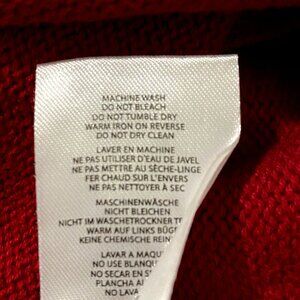 MACHINE WASH
DO NOT BLEACH
DO NOT TUMBLE DRY
WARM IRON ON REVERSE
DO NOT DRY CLEAN
LAVER EN MACHINE
NE PAS UTILISER D'EAU DE JAVEL
NE PAS METTRE AU SÈCHE-LINGE
FER CHAUD SUR L'ENVERS
NE PAS NETTOYER À SEC
MASCHINENWÄSCHE
NICHT BLEICHEN
NICHT IM WASCHETROCKNER
WARM AUF LINKS
KEINE CHEMISCHE
LAVAR A
NO USE
NO SECAR EN
PLANCHA
NO